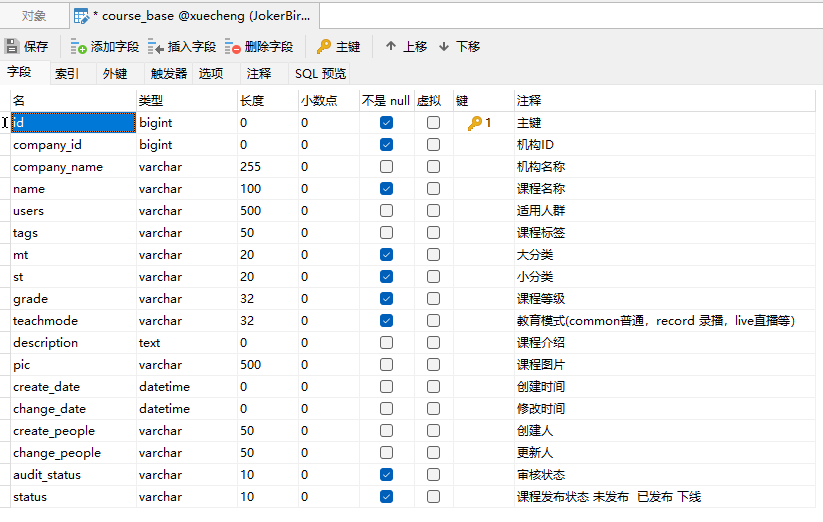 对象 * course_base @xuecheng (JokerBir...
保存 添加字段 插入字段 删除字段 主键 上移 下移
字段 索引 外键 触发器 选项 注释 SQL 预览
名 类型 长度 小数点 不是 null 虚拟 键 注释
id bigint 0 0 1 主键
company_id bigint 0 0 机构ID
company_name varchar 255 0 机构名称
name varchar 100 0 课程名称
users varchar 500 0 适用人群
tags varchar 50 0 课程标签
mt varchar 20 0 大分类
st varchar 20 0 小分类
grade varchar 32 0 课程等级
teachmode varchar 32 0 教育模式(common普通，record 录播，live直播等)
description text 0 0 课程介绍
pic varchar 500 0 课程图片
create_date datetime 0 0 创建时间
change_date datetime 0 0 修改时间
create_people varchar 50 0 创建人
change_people varchar 50 0 更新人
audit_status varchar 10 0 审核状态
status varchar 10 0 课程发布状态 未发布  已发布 下线